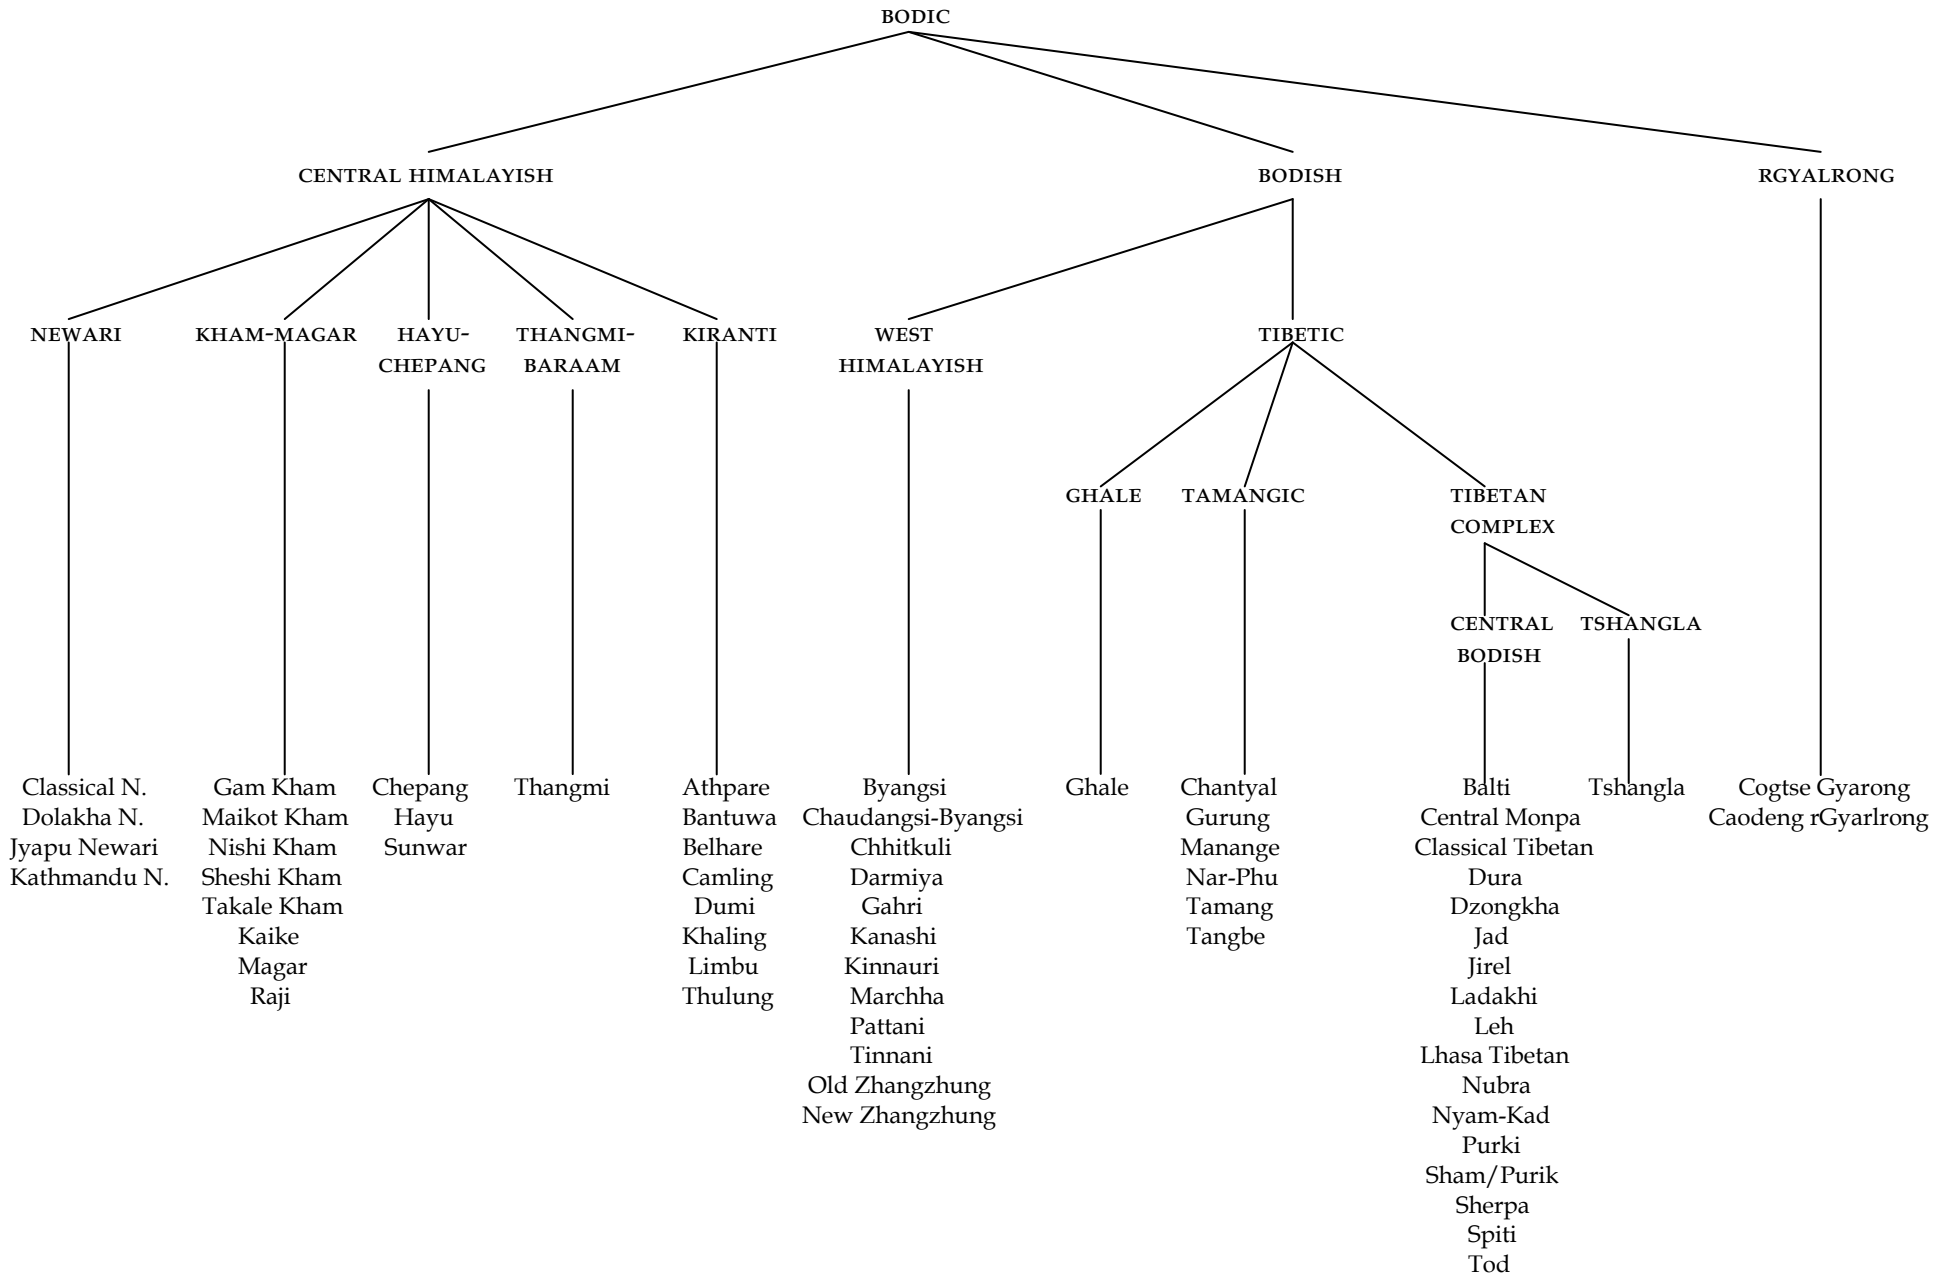 BODIC
CENTRAL HIMALAYISH
BODISH
RGYALRONG
NEWARI
KHAM-MAGAR
HAYU-
CHEPANG
THANGMI-
BARAAM
KIRANTI
WEST
HIMALAYISH
TIBETIC
GHALE
TAMANGIC
TIBETAN
COMPLEX
CENTRAL
BODISH
TSHANGLA
Classical N.
Dolakha N.
Jyapu Newari
Kathmandu N.
Gam Kham
Maikot Kham
Nishi Kham
Sheshi Kham
Takale Kham
Kaike
Magar
Raji
Chepang
Hayu
Sunwar
Thangmi
Athpare
Bantuwa
Belhare
Camling
Dumi
Khaling
Limbu
Thulung
Byangsi
Chaudangsi-Byangsi
Chhitkuli
Darmiya
Gahri
Kanashi
Kinnauri
Marchha
Pattani
Tinnani
Old Zhangzhung
New Zhangzhung
Ghale
Chantyal
Gurung
Manange
Nar-Phu
Tamang
Tangbe
Balti
Central Monpa
Classical Tibetan
Dura
Dzongkha
Jad
Jirel
Ladakhi
Leh
Lhasa Tibetan
Nubra
Nyam-Kad
Purki
Sham/Purik
Sherpa
Spiti
Tod
Tshangla
Cogtse Gyarong
Caodeng rGyarlrong